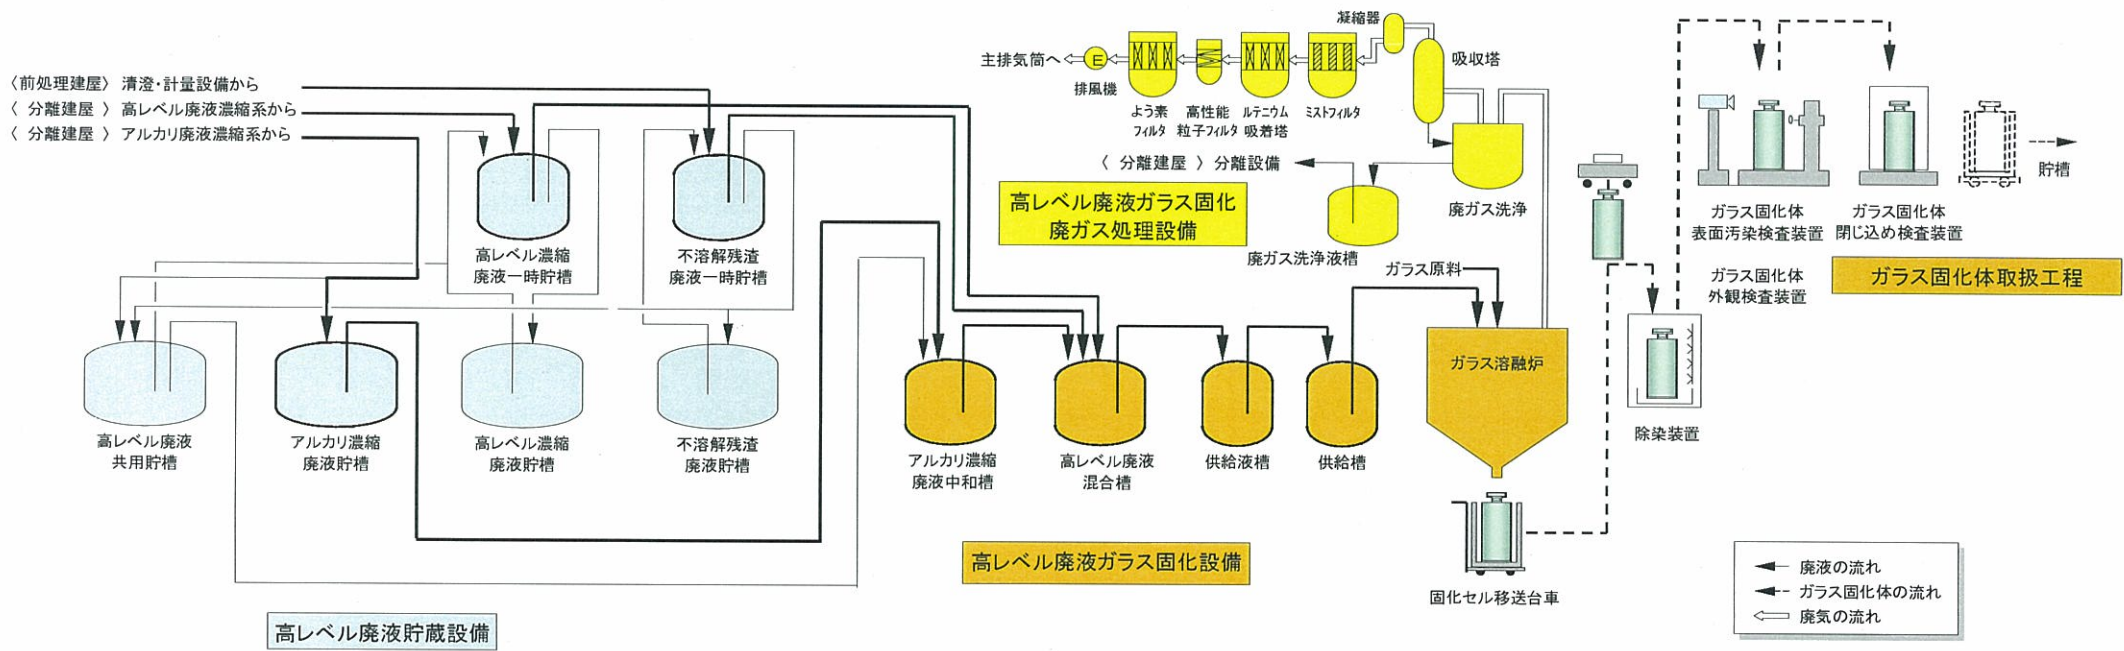 〈前処理建屋〉 清澄・計量設備から
〈 分離建屋 〉 高レベル廃液濃縮系から
〈 分離建屋 〉 アルカリ廃液濃縮系から
高レベル濃縮
廃液一時貯槽
不溶解残渣
廃液一時貯槽
高レベル廃液
共用貯槽
アルカリ濃縮
廃液貯槽
高レベル濃縮
廃液貯槽
不溶解残渣
廃液貯槽
高レベル廃液貯蔵設備
主排気筒へ
E
排風機
よう素
フィルタ
高性能
粒子フィルタ
ルテニウム
吸着塔
ミストフィルタ
凝縮器
吸収塔
〈 分離建屋 〉 分離設備
廃ガス洗浄
廃ガス洗浄液槽
高レベル廃液ガラス固化
廃ガス処理設備
ガラス原料
ガラス溶融炉
アルカリ濃縮
廃液中和槽
高レベル廃液
混合槽
供給液槽
供給槽
高レベル廃液ガラス固化設備
固化セル移送台車
除染装置
ガラス固化体
表面汚染検査装置
ガラス固化体
外観検査装置
ガラス固化体
閉じ込め検査装置
貯槽
ガラス固化体取扱工程
廃液の流れ
ガラス固化体の流れ
廃気の流れ